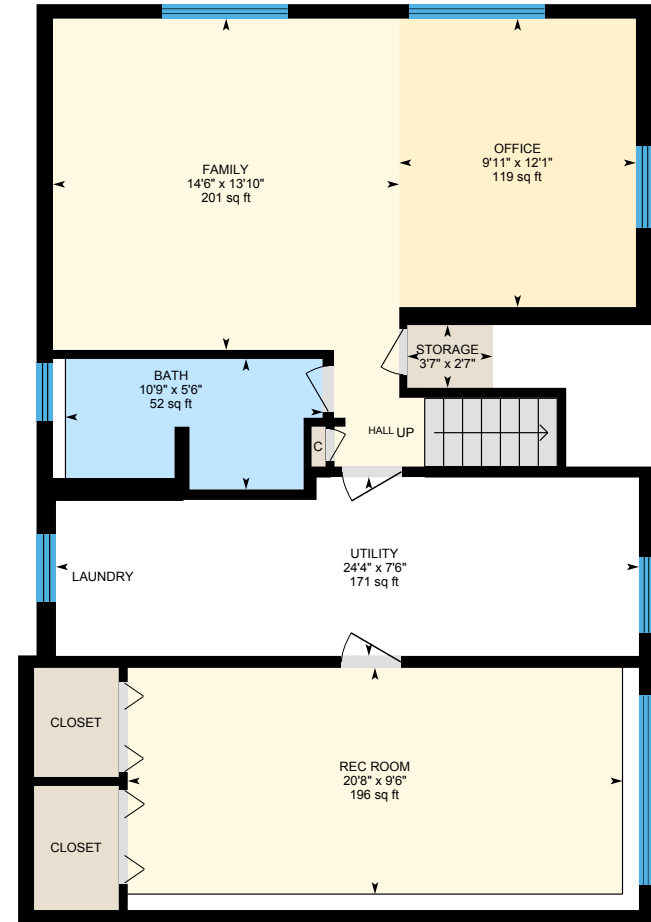 FAMILY
14'6" x 13'10"
201 sq ft
OFFICE
9'11" x 12'1"
119 sq ft
STORAGE
3'7" x 2'7"
BATH
10'9" x 5'6"
52 sq ft
C
HALL UP
UTILITY
24'4" x 7'6"
171 sq ft
LAUNDRY
CLOSET
REC ROOM
20'8" x 9'6"
196 sq ft
CLOSET